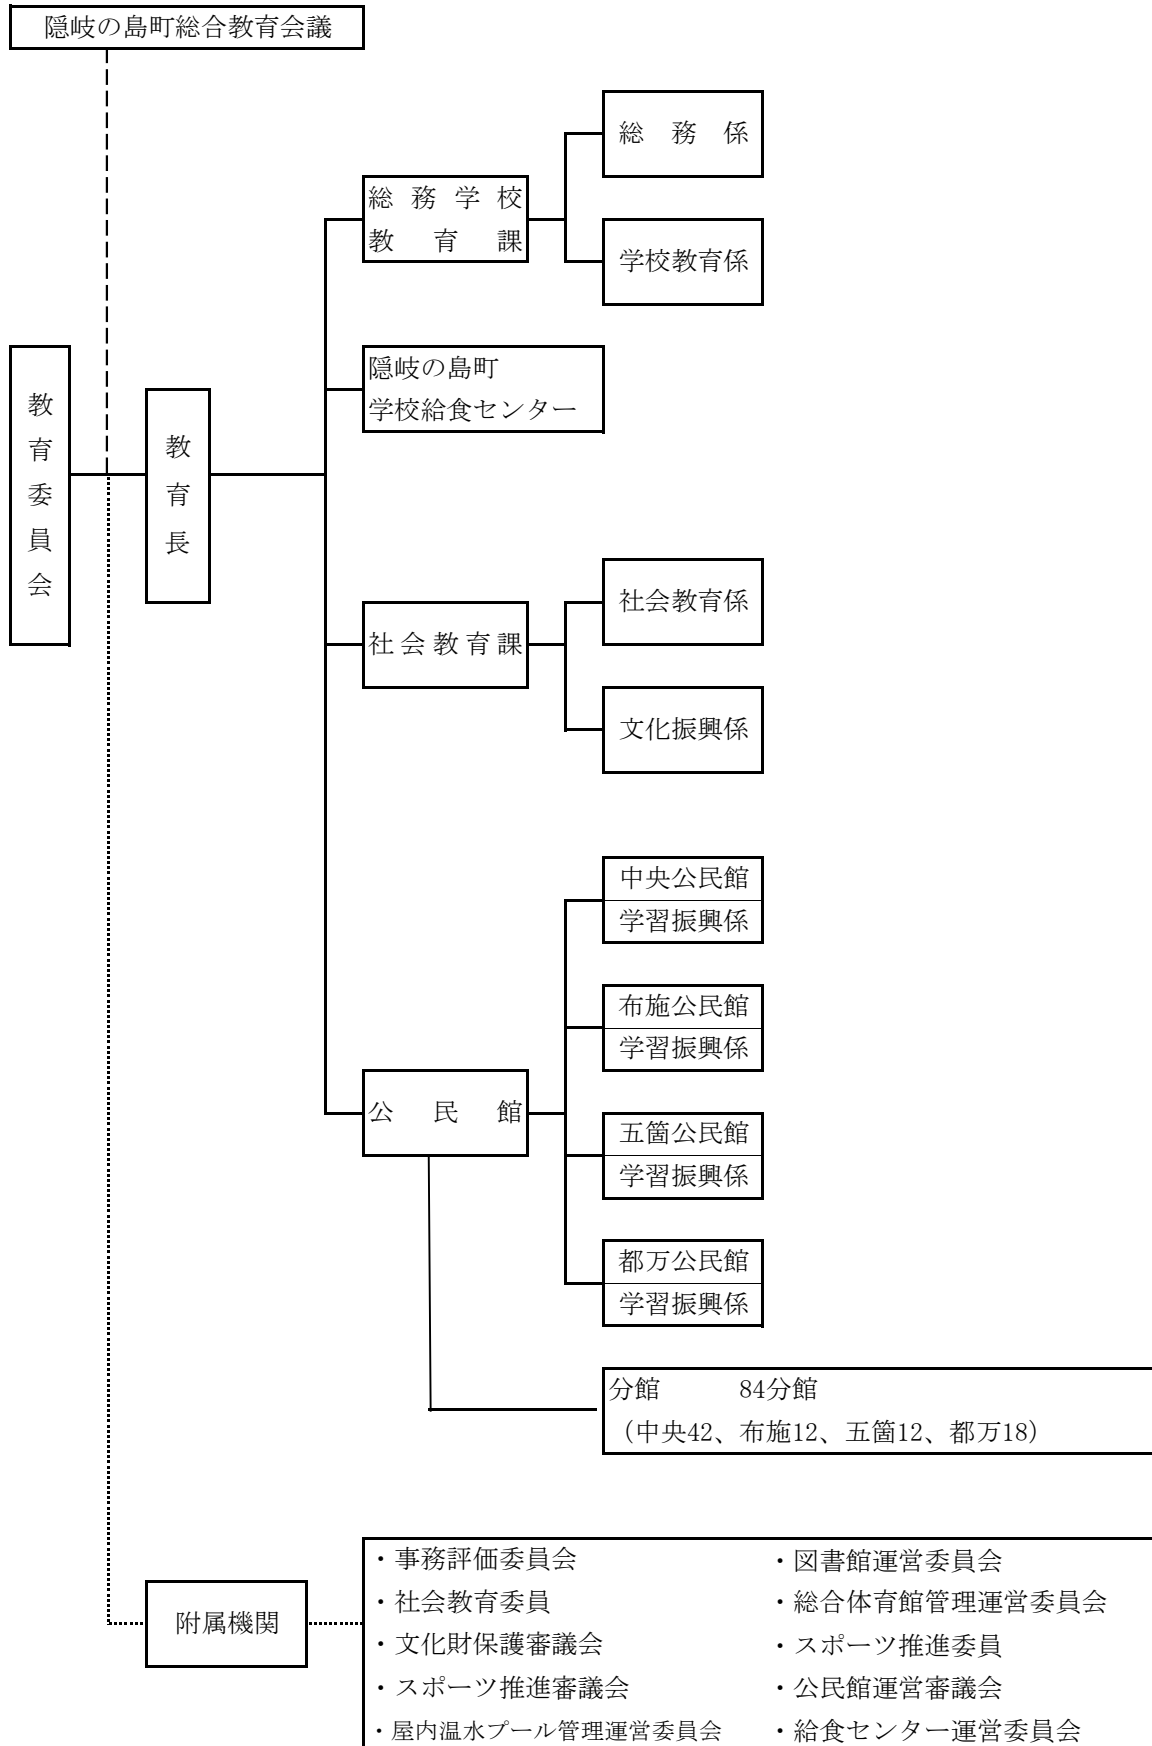 隠岐の島町総合教育会議
総務係
総務学校
教育課
学校教育係
隠岐の島町
学校給食センター
教育委員会
教育長
社会教育係
社会教育課
文化振興係
中央公民館
学習振興係
布施公民館
学習振興係
公民館
五箇公民館
学習振興係
都万公民館
学習振興係
分館　　　84分館
（中央42、布施12、五箇12、都万18）
附属機関
・事務評価委員会
・社会教育委員
・文化財保護審議会
・スポーツ推進審議会
・屋内温水プール管理運営委員会
・図書館運営委員会
・総合体育館管理運営委員会
・スポーツ推進委員
・公民館運営審議会
・給食センター運営委員会